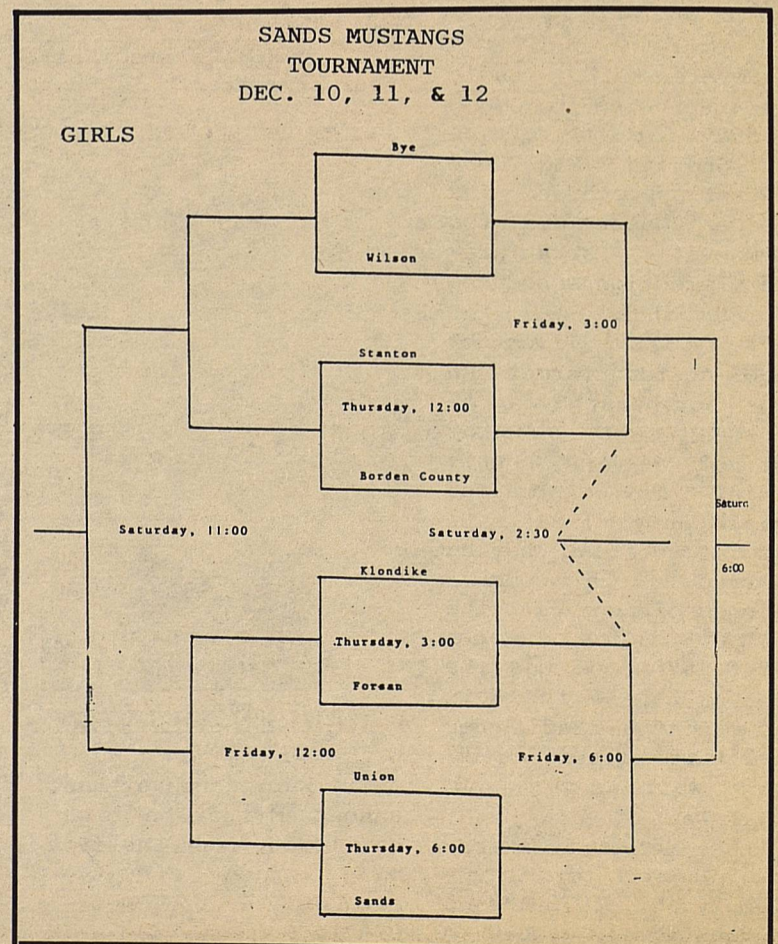 SANDS MUSTANGS
TOURNAMENT
DEC. 10, 11, & 12
GIRLS
Bye
Wilson
Friday, 3:00
Stanton
Thursday, 12:00
Borden County
Saturday, 11:00
Saturday, 2:30
Saturd
6:00
Klondike
Thursday, 3:00
Forsan
Friday, 12:00
Friday, 6:00
Union
Thursday, 6:00
Sands